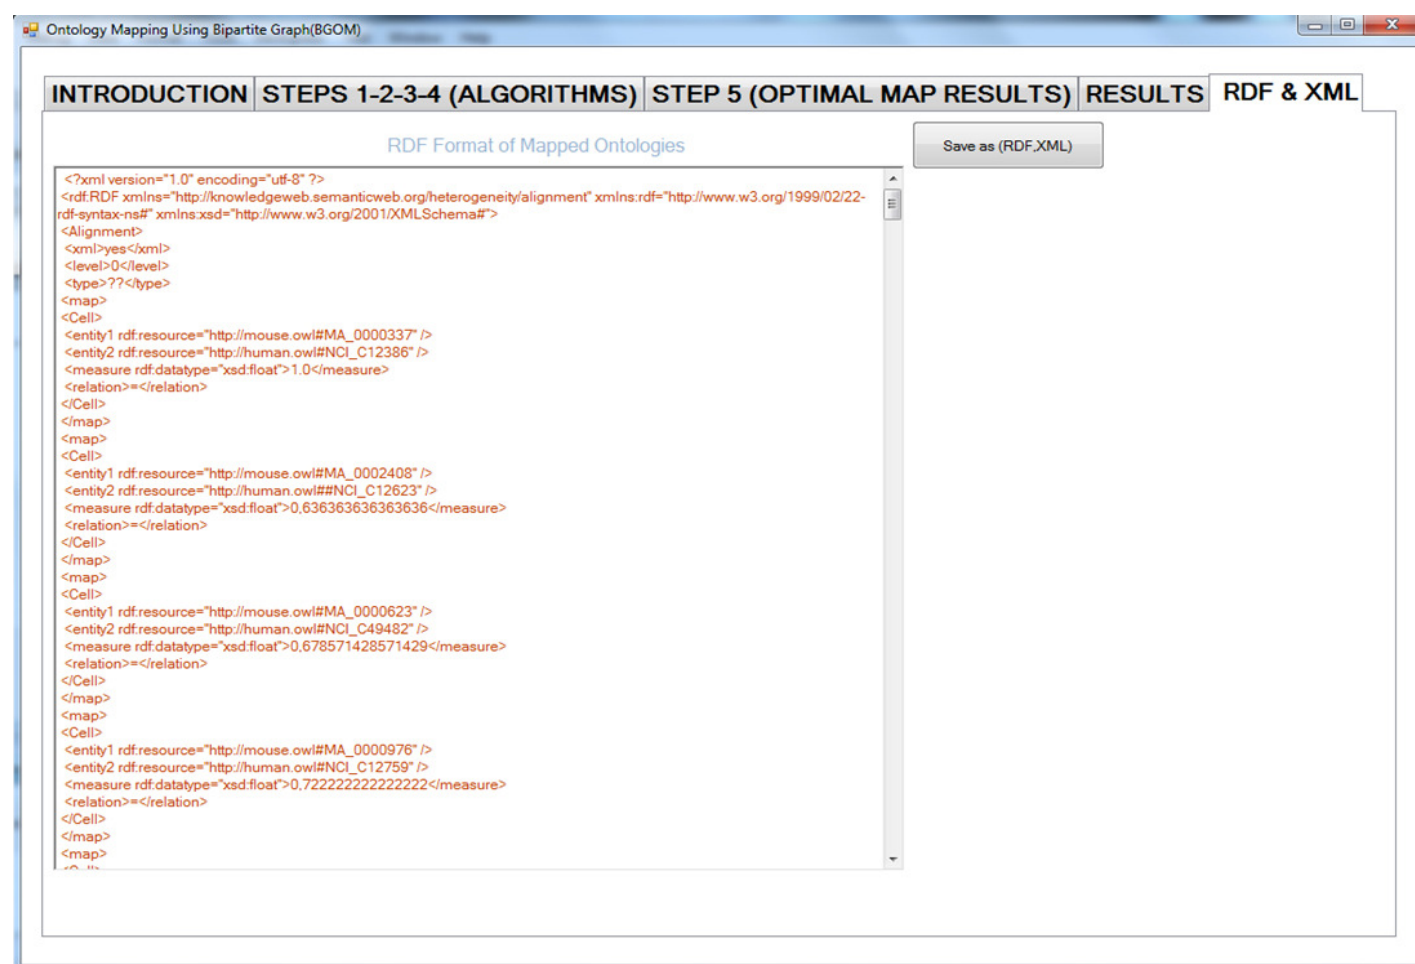 Ontology Mapping Using Bipartite Graph(BGOM)
INTRODUCTION STEPS 1-2-3-4 (ALGORITHMS) STEP 5 (OPTIMAL MAP RESULTS) RESULTS RDF & XML
RDF Format of Mapped Ontologies
Save as (RDF,XML)
<?xml version="1.0" encoding="utf-8" ?>
<rdf:RDF xmlns="http://knowledgeweb.semanticweb.org/heterogeneity/alignment" xmlns:rdf="http://www.w3.org/1999/02/22-
rdf-syntax-ns#" xmlns:xsd="http://www.w3.org/2001/XMLSchema#">
<Alignment>
<xml>yes</xml>
<level>0</level>
<type>??</type>
<map>
<Cell>
<entity1 rdf:resource="http://mouse.owl#MA_0000337" />
<entity2 rdf:resource="http://human.owl#NCI_C12386" />
<measure rdf:datatype="xsd:float">1.0</measure>
<relation>=</relation>
</Cell>
</map>
<map>
<Cell>
<entity1 rdf:resource="http://mouse.owl#MA_0002408" />
<entity2 rdf:resource="http://human.owl##NCI_C12623" />
<measure rdf:datatype="xsd:float">0,636363636363636</measure>
<relation>=</relation>
</Cell>
</map>
<map>
<Cell>
<entity1 rdf:resource="http://mouse.owl#MA_0000623" />
<entity2 rdf:resource="http://human.owl#NCI_C49482" />
<measure rdf:datatype="xsd:float">0,678571428571429</measure>
<relation>=</relation>
</Cell>
</map>
<map>
<Cell>
<entity1 rdf:resource="http://mouse.owl#MA_0000976" />
<entity2 rdf:resource="http://human.owl#NCI_C12759" />
<measure rdf:datatype="xsd:float">0,722222222222222</measure>
<relation>=</relation>
</Cell>
</map>
<map>